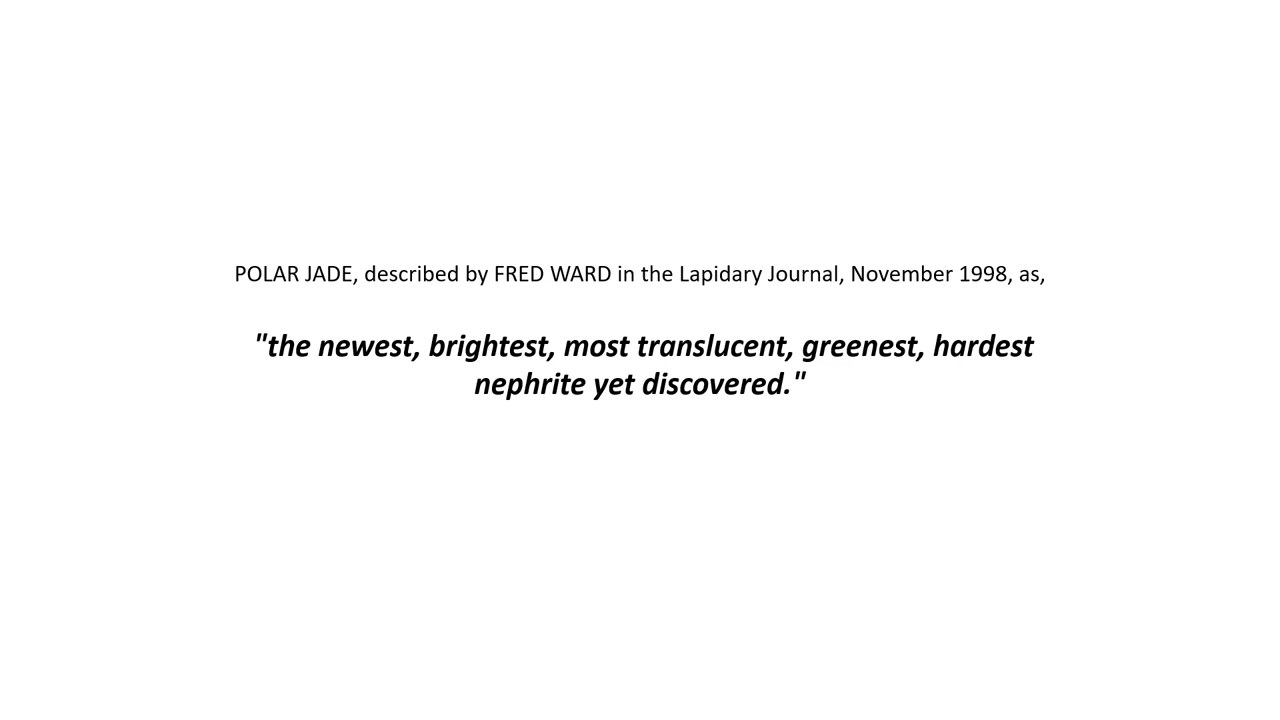 POLAR JADE, described by FRED WARD in the Lapidary Journal, November 1998, as,
"the newest, brightest, most translucent, greenest, hardest
nephrite yet discovered."